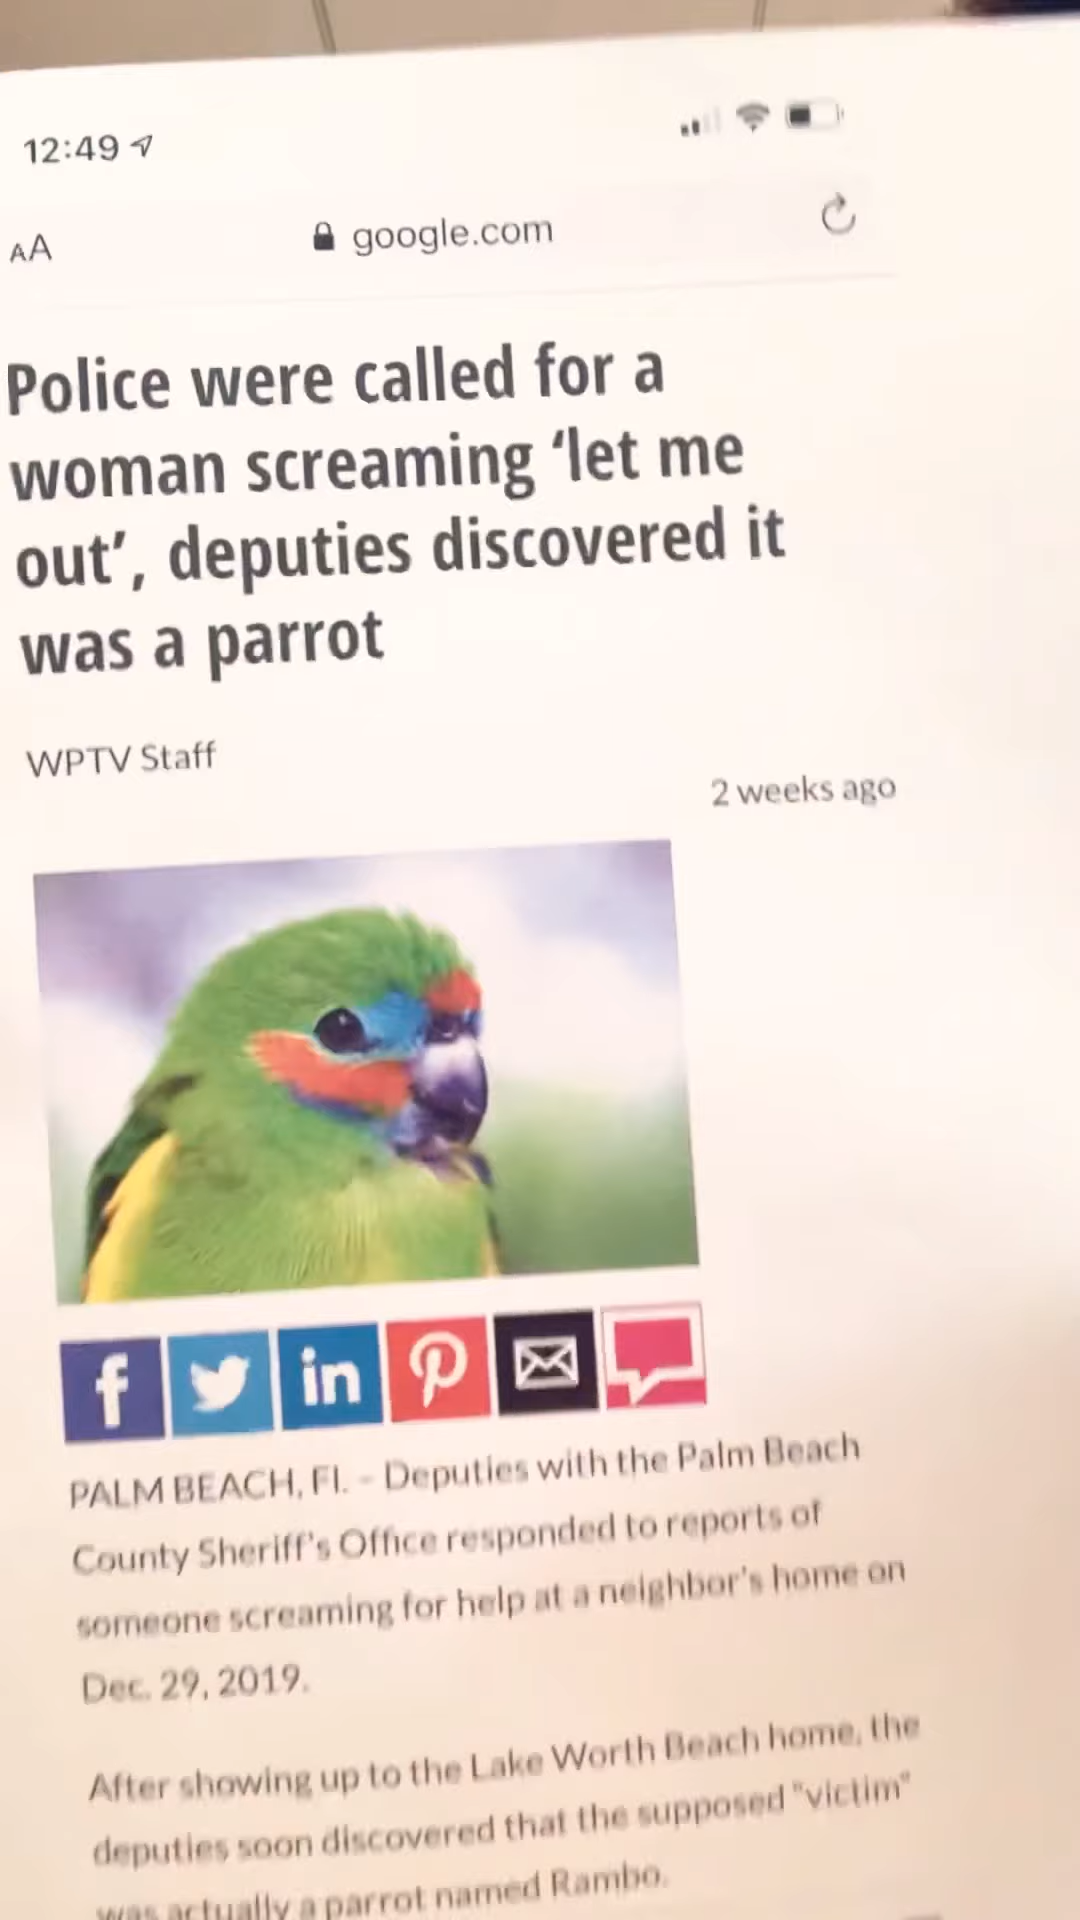 12:49
AA google.com
Police were called for a
woman screaming ‘let me
out’, deputies discovered it
was a parrot
WPTV Staff
2 weeks ago
f in
PALM BEACH, Fl. - Deputies with the Palm Beach
County Sheriff's Office responded to reports of
someone screaming for help at a neighbor's home on
Dec. 29, 2019.
After showing up to the Lake Worth Beach home, the
deputies soon discovered that the supposed "victim"
was actually a parrot named Rambo.